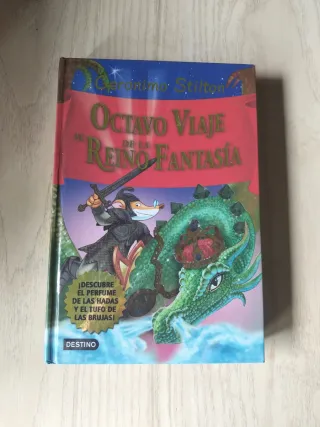 Geronimo Stilton
OCTAVO VIAJE
AL REINO DE LA FANTASÍA
¡DESCUBRE
EL PERFUME
DE LAS HADAS
Y EL TUFO DE
LAS BRUJAS!
DESTINO